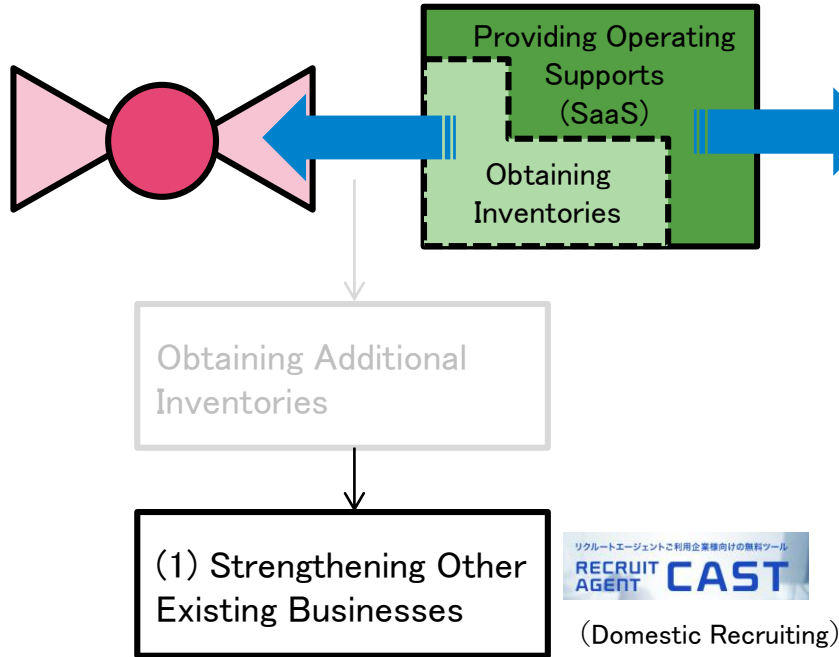 Providing Operating
Supports
(SaaS)
Obtaining
Inventories
Obtaining Additional
Inventories
(1) Strengthening Other
Existing Businesses
リクルートエージェントご利用企業様向けの無料ツール
RECRUIT
AGENT CAST
(Domestic Recruiting)